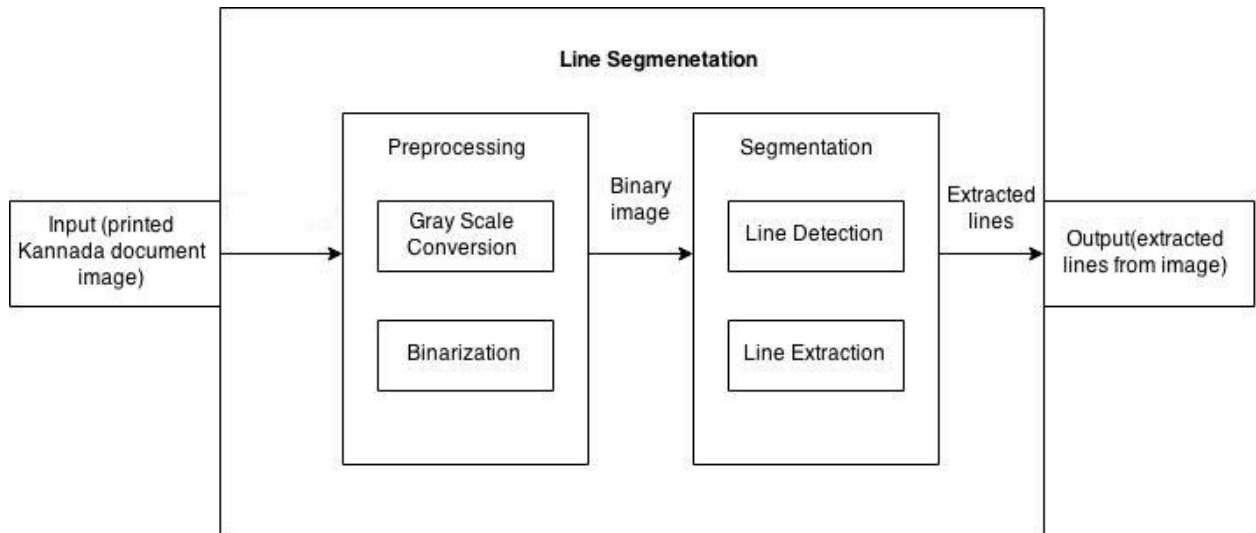 Line Segmenetation
Input (printed
Kannada document
image)
Preprocessing
Gray Scale
Conversion
Binarization
Binary
image
Segmentation
Line Detection
Line Extraction
Extracted
lines
Output(extracted
lines from image)